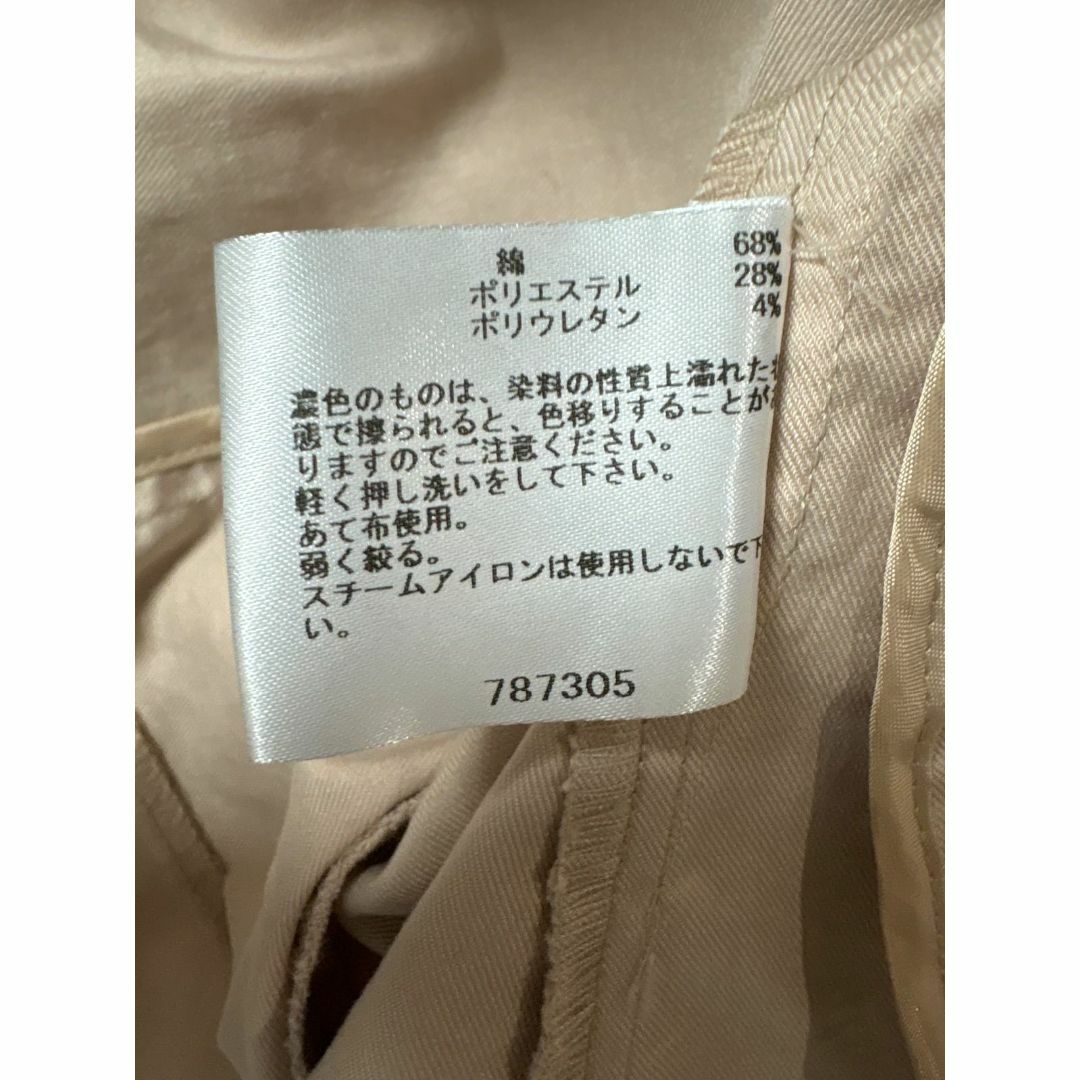 綿 68%
ポリエステル 28%
ポリウレタン 4%
濃色のものは、染料の性質上濡れた状
態で擦られると、色移りすることがあ
りますのでご注意ください。
軽く押し洗いをして下さい。
あて布使用。
弱く絞る。
スチームアイロンは使用しないで下
い。
787305